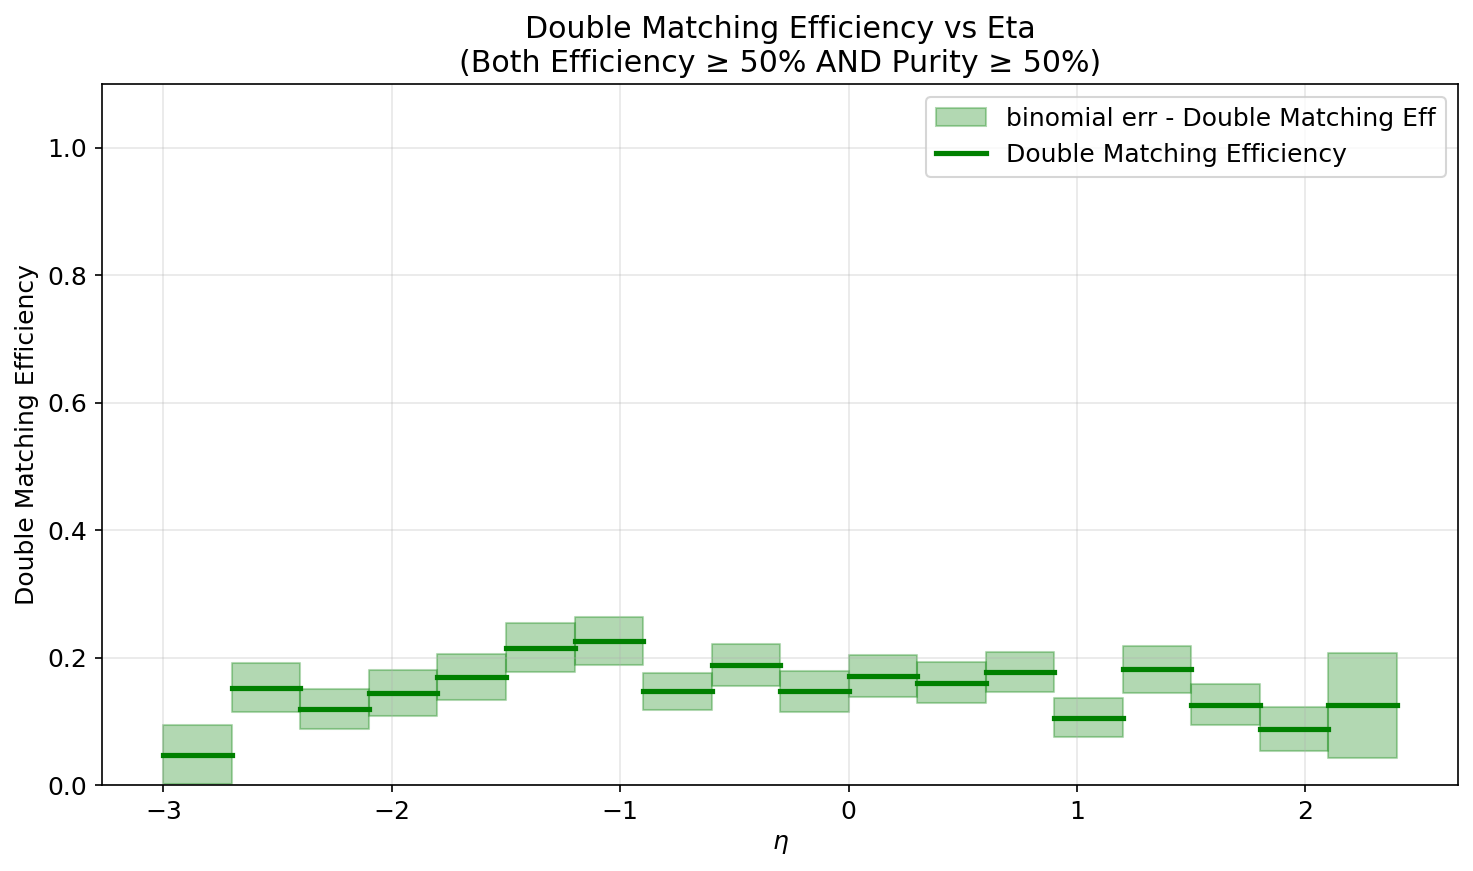 Double Matching Efficiency vs Eta
(Both Efficiency ≥ 50% AND Purity ≥ 50%)
binomial err - Double Matching Eff
Double Matching Efficiency
Double Matching Efficiency
1.0
0.8
0.6
0.4
0.2
0.0
−3 −2 −1 0 1 2
η